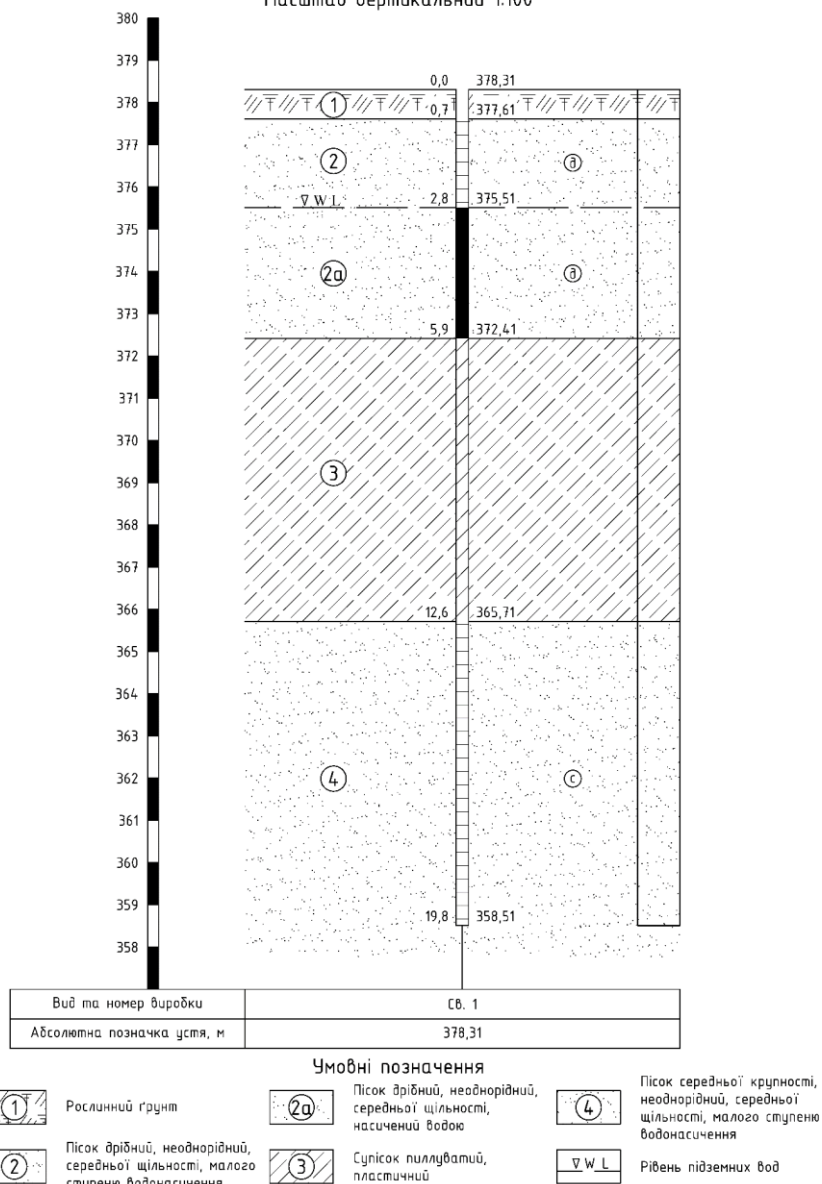 Масштаб вертикальний 1:100
380
379
0,0 378,31
378
1
0,7 377,61
377
2 д
376
WL 2,8 375,51
375
374
2а д
373
5,9 372,41
372
371
370
3
369
368
367
366
12,6 365,71
365
364
363
362
4 с
361
360
359
19,8 358,51
358
Вид та номер виробки Св. 1
Абсолютна позначка устя, м 378,31
Умовні позначення
1 Рослинний ґрунт
2а Пісок дрібний, неоднорідний,
середньої щільності,
насичений водою
4 Пісок середньої крупності,
неоднорідний, середньої
щільності, малого ступеню
водонасичення
2 Пісок дрібний, неоднорідний,
середньої щільності, малого
ступеню водонасичення
3 Супісок пиллуватий,
пластичний
WL Рівень підземних вод